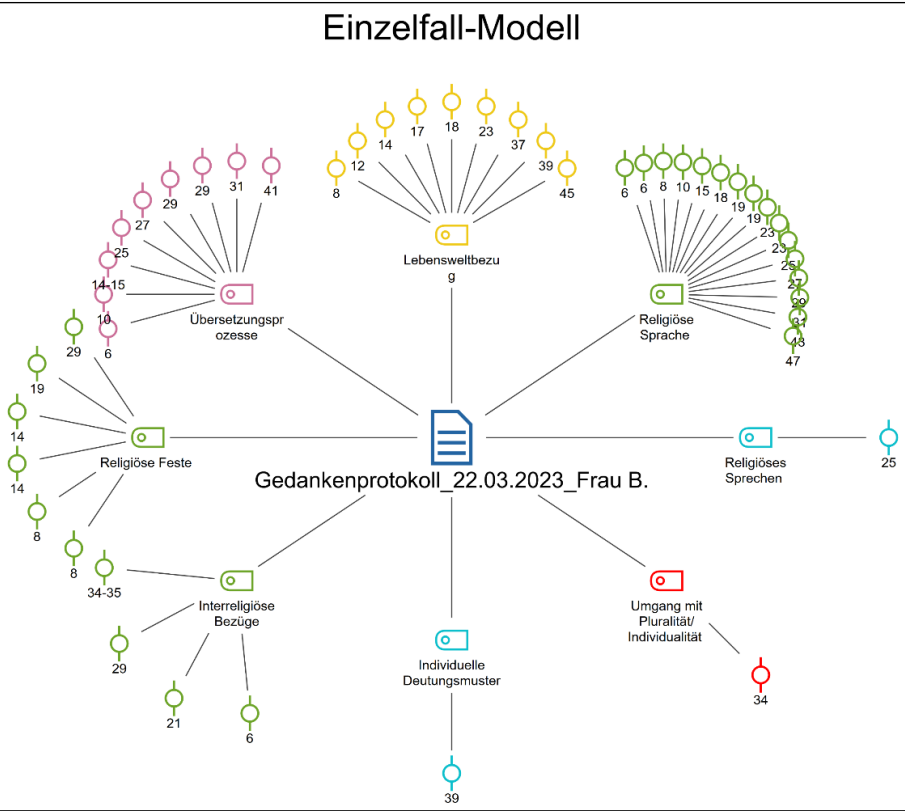 Einzelfall-Modell
8
12
14
17
18
23
37
39
45
Lebensweltbezu
g
6
10
14-15
25
27
29
29
31
41
Übersetzungspr
ozesse
6
6
8
10
15
18
19
19
23
23
25
27
29
31
43
47
Religiöse
Sprache
29
19
14
14
8
8
Religiöse Feste
Gedankenprotokoll_22.03.2023_Frau B.
Religiöses
Sprechen
25
34-35
29
21
6
Interreligiöse
Bezüge
Individuelle
Deutungsmuster
39
Umgang mit
Pluralität/
Individualität
34